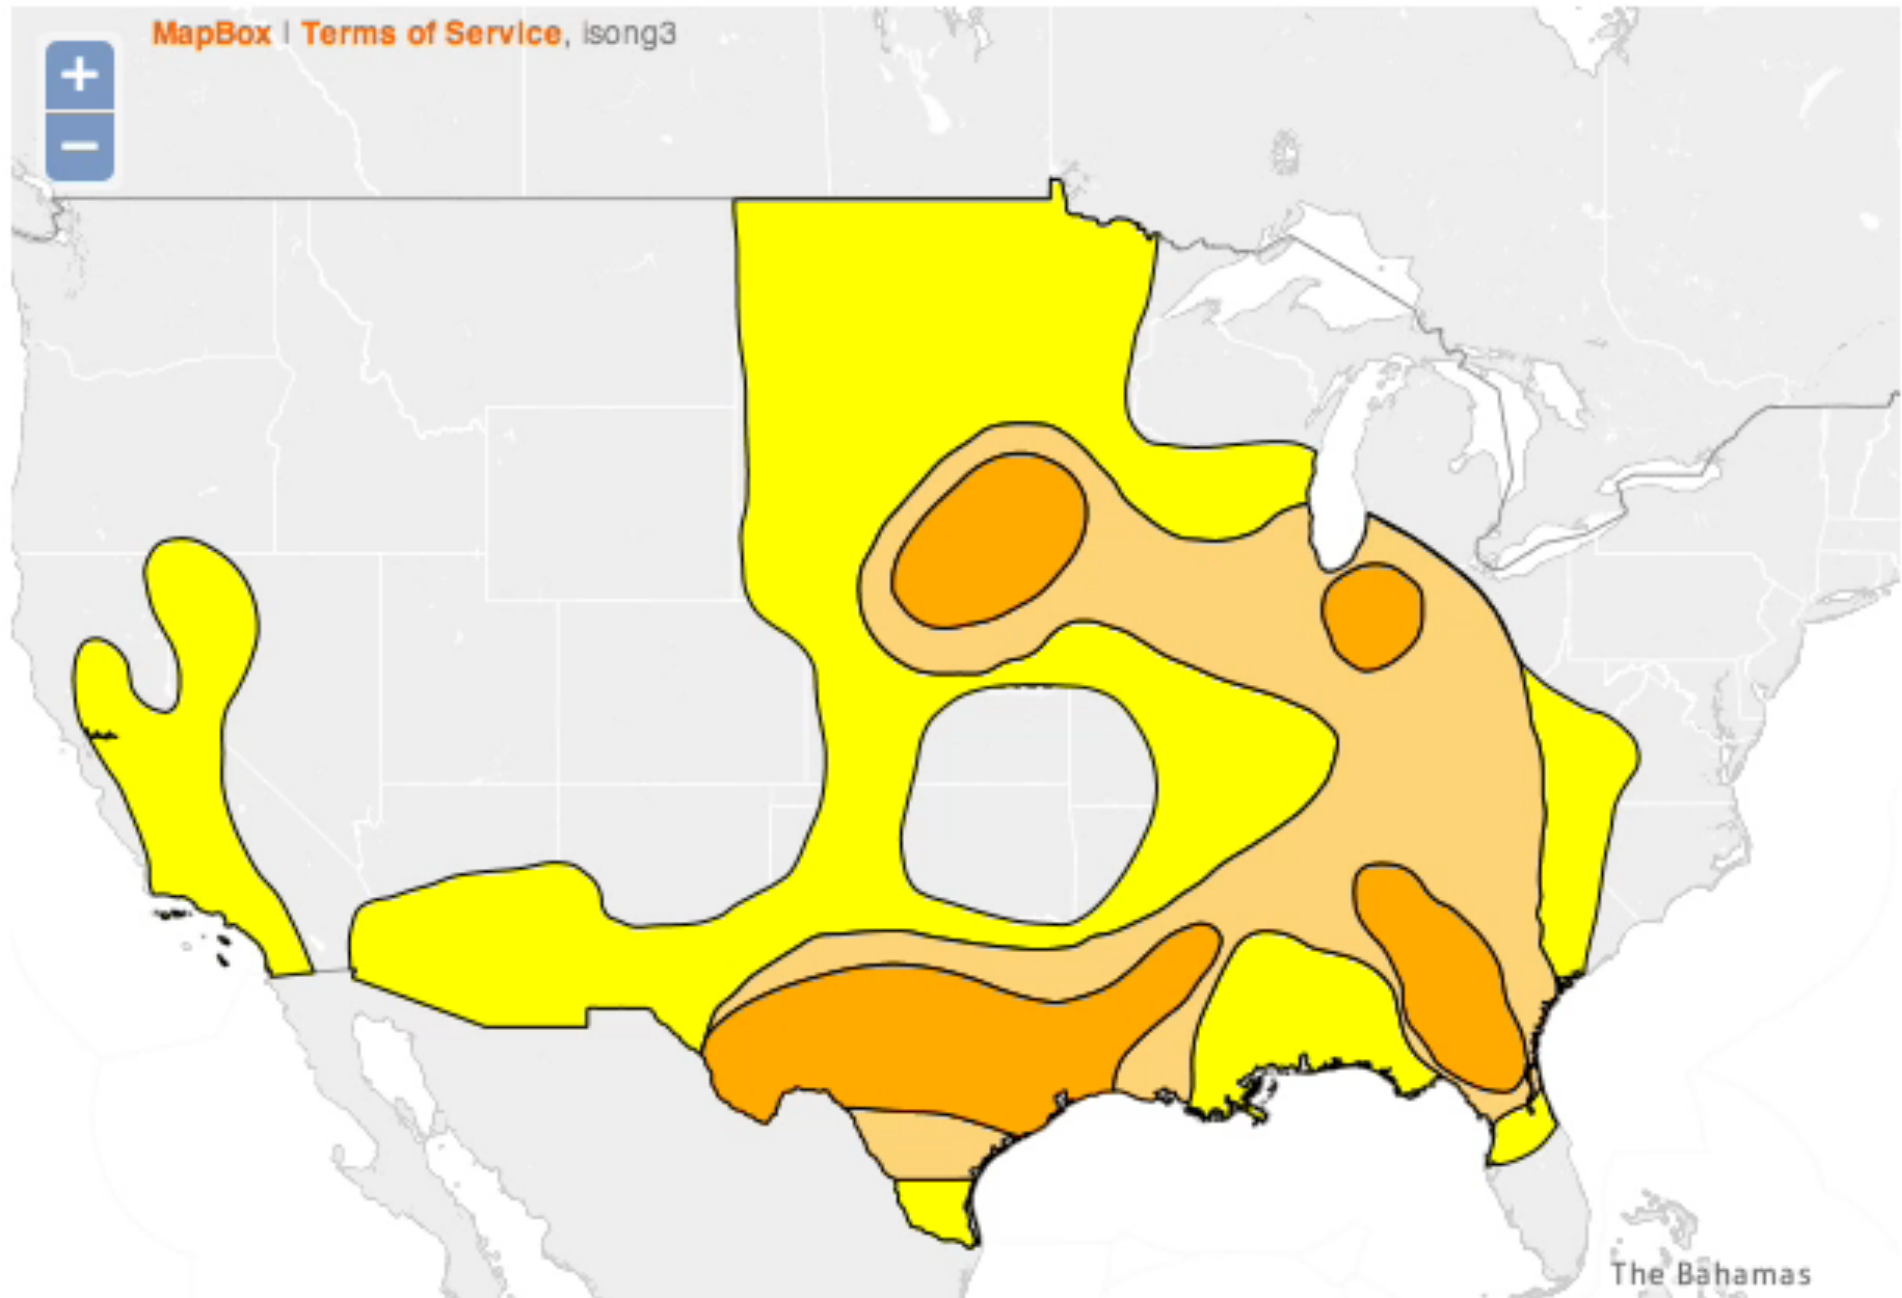 MapBox | Terms of Service, isong3
+
−
The Bahamas